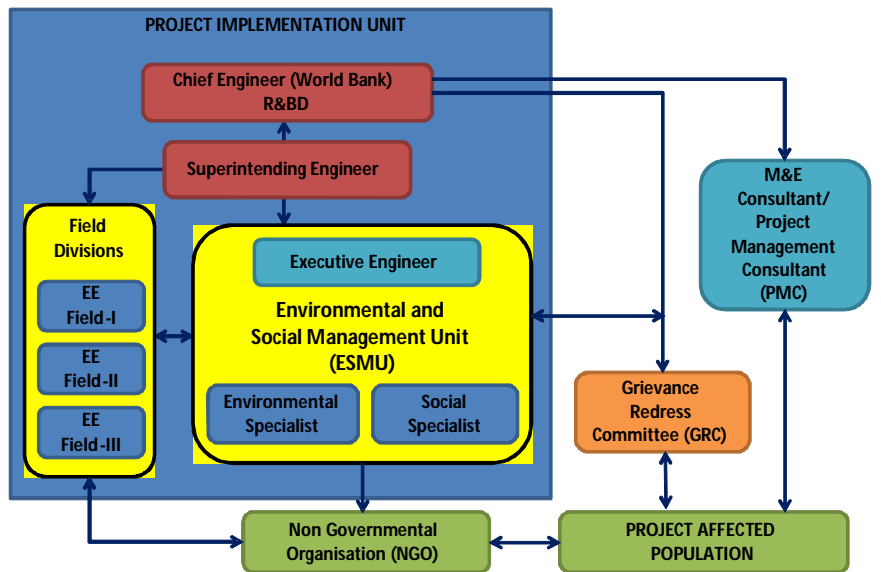 PROJECT IMPLEMENTATION UNIT
Chief Engineer (World Bank)
R&BD
Superintending Engineer
M&E
Consultant/
Project
Management
Consultant
(PMC)
Field
Divisions
EE
Field-I
EE
Field-II
EE
Field-III
Executive Engineer
Environmental and
Social Management Unit
(ESMU)
Environmental
Specialist
Social
Specialist
Grievance
Redress
Committee (GRC)
Non Governmental
Organisation (NGO)
PROJECT AFFECTED
POPULATION